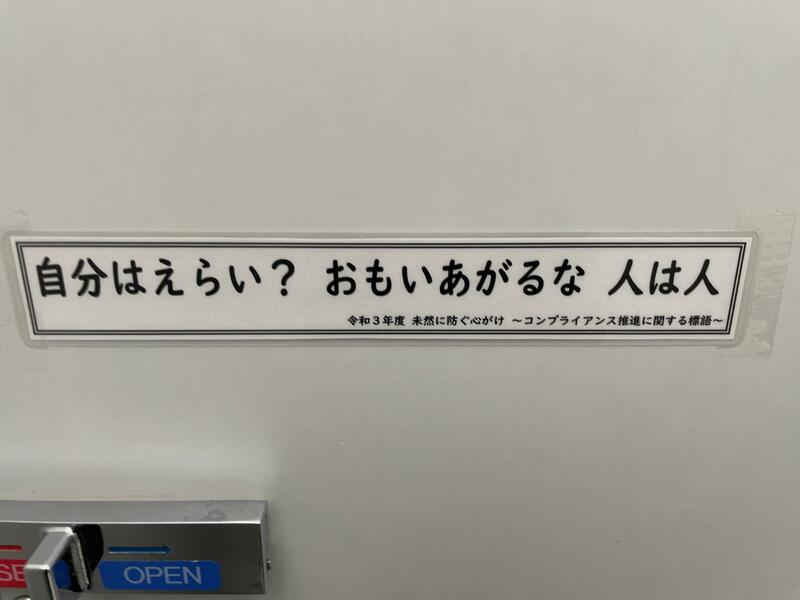 自分はえらい? おもいあがるな 人は人
令和3年度 未然に防ぐ心がけ ～コンプライアンス推進に関する標語～
OPEN